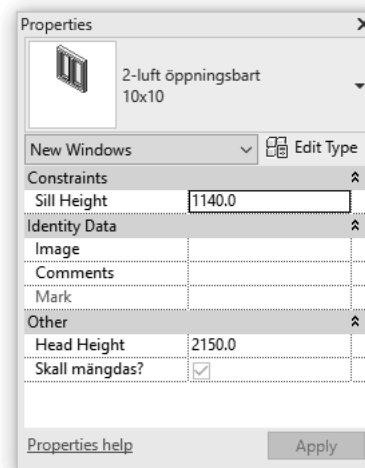 Properties
2-luft öppningsbart
10x10
New Windows Edit Type
Constraints
Sill Height 1140.0
Identity Data
Image
Comments
Mark
Other
Head Height 2150.0
Skall mängdas?
Properties help Apply